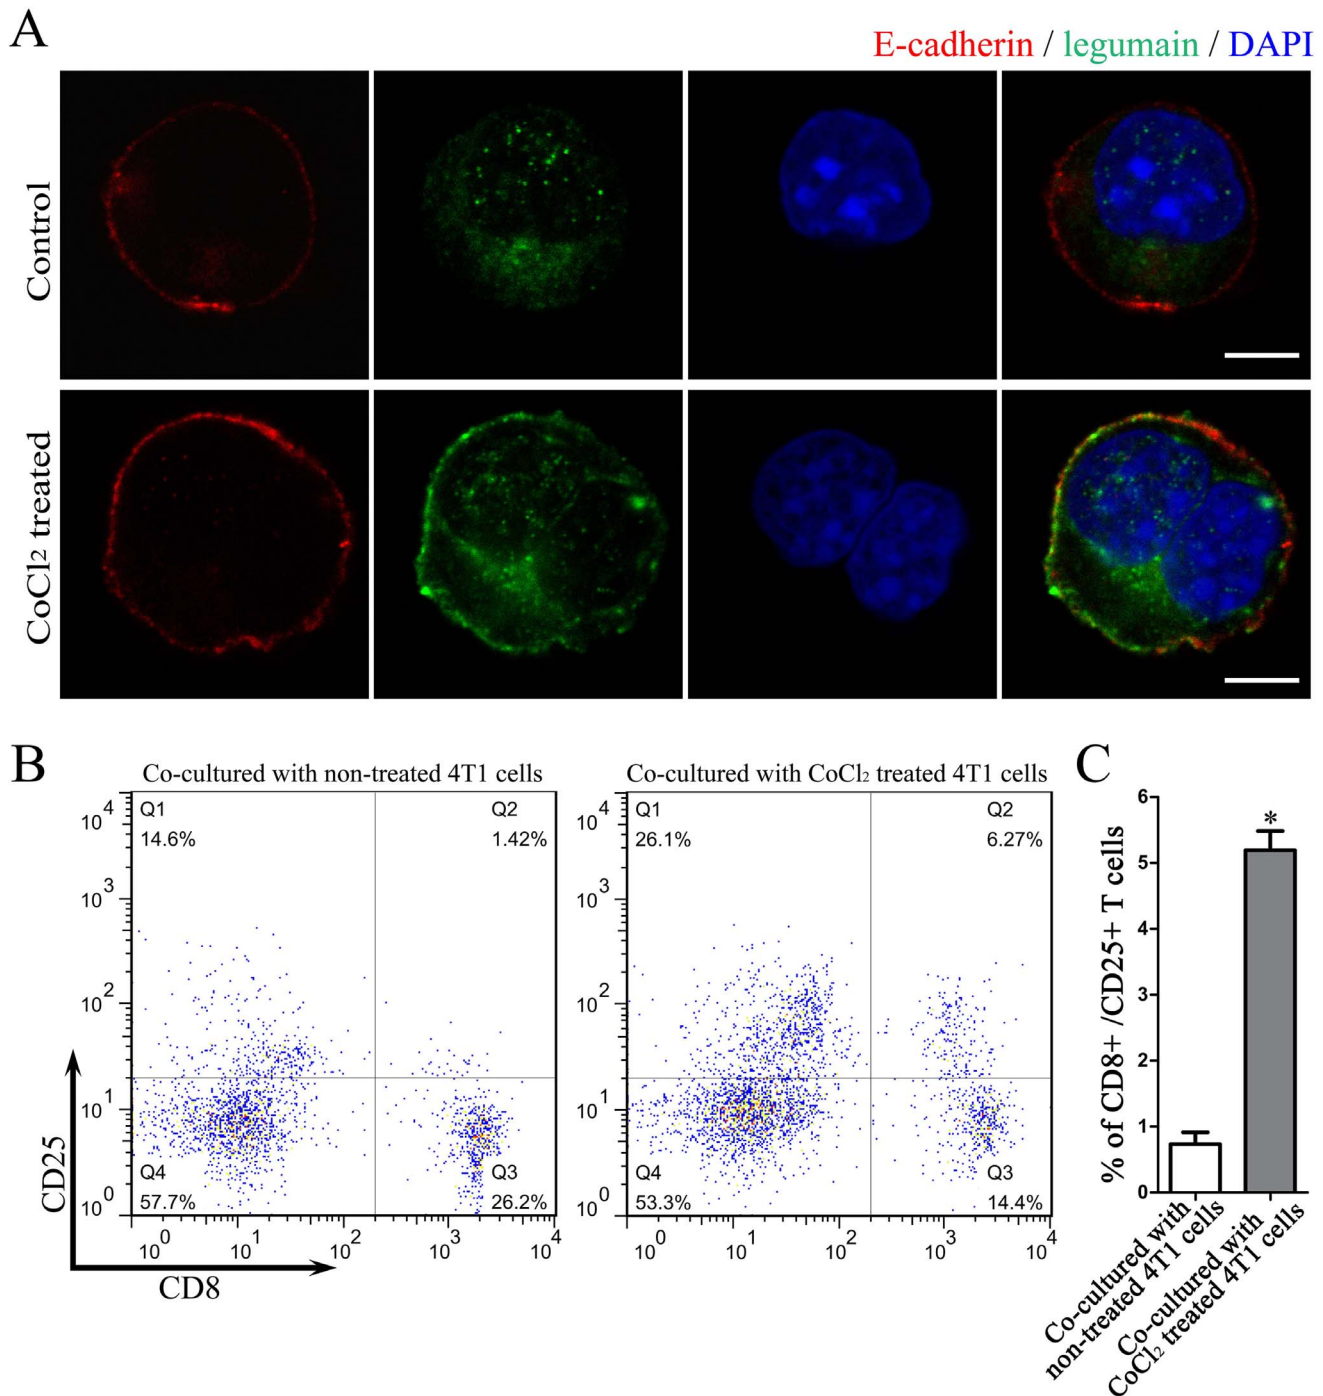 A
E-cadherin / legumain / DAPI
Control
CoCl2 treated
B
Co-cultured with non-treated 4T1 cells
Q1
14.6%
Q2
1.42%
Q4
57.7%
Q3
26.2%
10^4
10^3
10^2
10^1
10^0
10^0 10^1 10^2 10^3 10^4
CD25
CD8
Co-cultured with CoCl2 treated 4T1 cells
Q1
26.1%
Q2
6.27%
Q4
53.3%
Q3
14.4%
10^4
10^3
10^2
10^1
10^0
10^0 10^1 10^2 10^3 10^4
C
% of CD8+ /CD25+ T cells
6
5
4
3
2
1
0
*
Co-cultured with
non-treated 4T1 cells
Co-cultured with
CoCl2 treated 4T1 cells